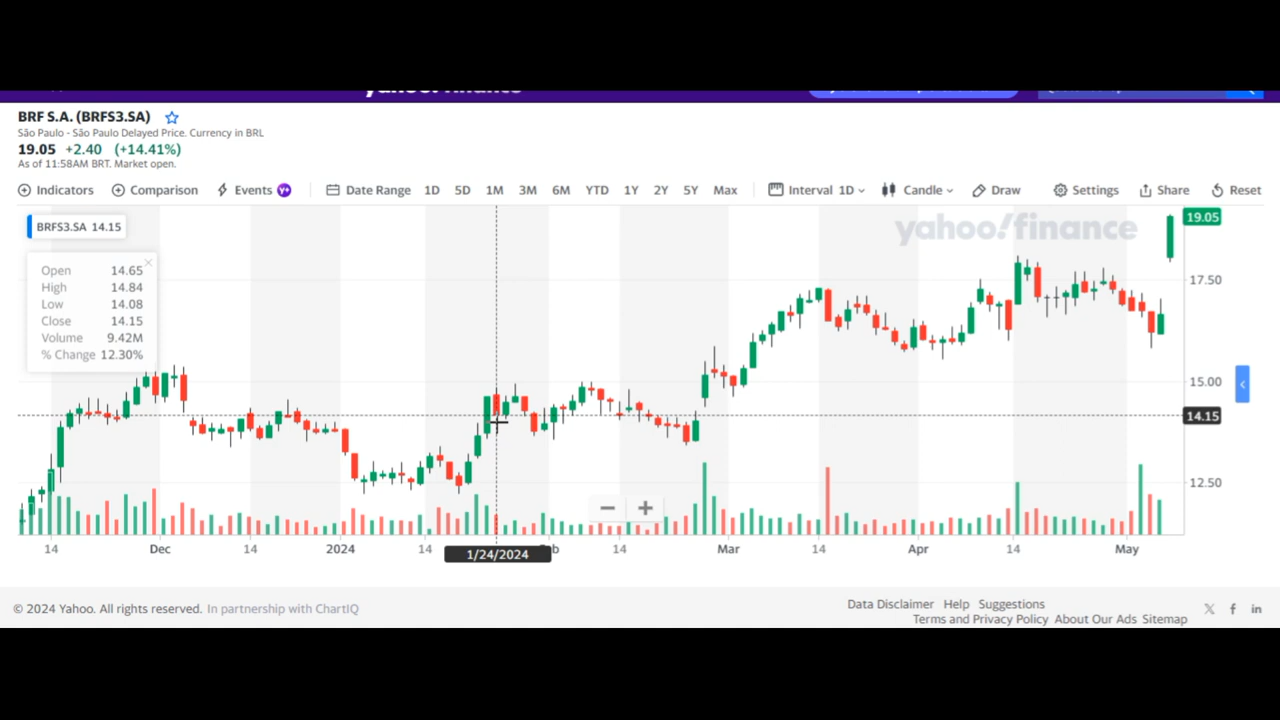 BRF S.A. (BRFS3.SA)
São Paulo - São Paulo Delayed Price. Currency in BRL
19.05 +2.40 (+14.41%)
As of 11:58AM BRT. Market open.
Indicators Comparison Events Y+ Date Range 1D 5D 1M 3M 6M YTD 1Y 2Y 5Y Max Interval 1D Candle Draw Settings Share Reset
BRFS3.SA 14.15
yahoo!finance
19.05
Open 14.65
High 14.84
Low 14.08
Close 14.15
Volume 9.42M
% Change 12.30%
17.50
15.00
14.15
12.50
14 Dec 14 2024 14 1/24/2024 14 Mar 14 Apr 14 May
© 2024 Yahoo. All rights reserved. In partnership with ChartIQ
Data Disclaimer Help Suggestions
Terms and Privacy Policy About Our Ads Sitemap